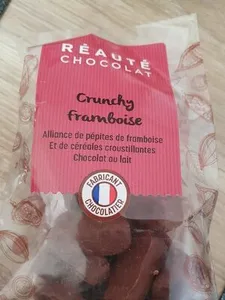 RÉAUTÉ
CHOCOLAT
Crunchy
Framboise
Alliance de pépites de framboise
Et de céréales croustillantes
Chocolat au lait
FABRICANT
CHOCOLATIER